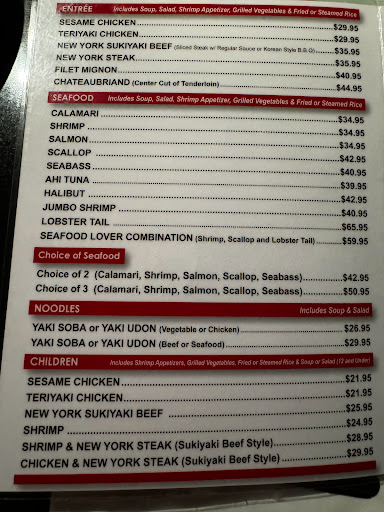 ENTRÉE Includes Soup, Salad, Shrimp Appetizer, Grilled Vegetables & Fried or Steamed Rice
SESAME CHICKEN $29.95
TERIYAKI CHICKEN $29.95
NEW YORK SUKIYAKI BEEF (Sliced Steak w/ Regular Sauce or Korean Style B.B.Q) $35.95
NEW YORK STEAK $35.95
FILET MIGNON $40.95
CHATEAUBRIAND (Center Cut of Tenderloin) $44.95
SEAFOOD Includes Soup, Salad, Shrimp Appetizer, Grilled Vegetables & Fried or Steamed Rice
CALAMARI $34.95
SHRIMP $34.95
SALMON $34.95
SCALLOP $42.95
SEABASS $40.95
AHI TUNA $39.95
HALIBUT $42.95
JUMBO SHRIMP $40.95
LOBSTER TAIL $65.95
SEAFOOD LOVER COMBINATION (Shrimp, Scallop and Lobster Tail) $59.95
Choice of Seafood
Choice of 2 (Calamari, Shrimp, Salmon, Scallop, Seabass) $42.95
Choice of 3 (Calamari, Shrimp, Salmon, Scallop, Seabass) $50.95
NOODLES Includes Soup & Salad
YAKI SOBA or YAKI UDON (Vegetable or Chicken) $26.95
YAKI SOBA or YAKI UDON (Beef or Seafood) $29.95
CHILDREN Includes Shrimp Appetizers, Grilled Vegetables, Fried or Steamed Rice & Soup or Salad (12 and Under)
SESAME CHICKEN $21.95
TERIYAKI CHICKEN $21.95
NEW YORK SUKIYAKI BEEF $25.95
SHRIMP $24.95
SHRIMP & NEW YORK STEAK (Sukiyaki Beef Style) $28.95
CHICKEN & NEW YORK STEAK (Sukiyaki Beef Style) $29.95